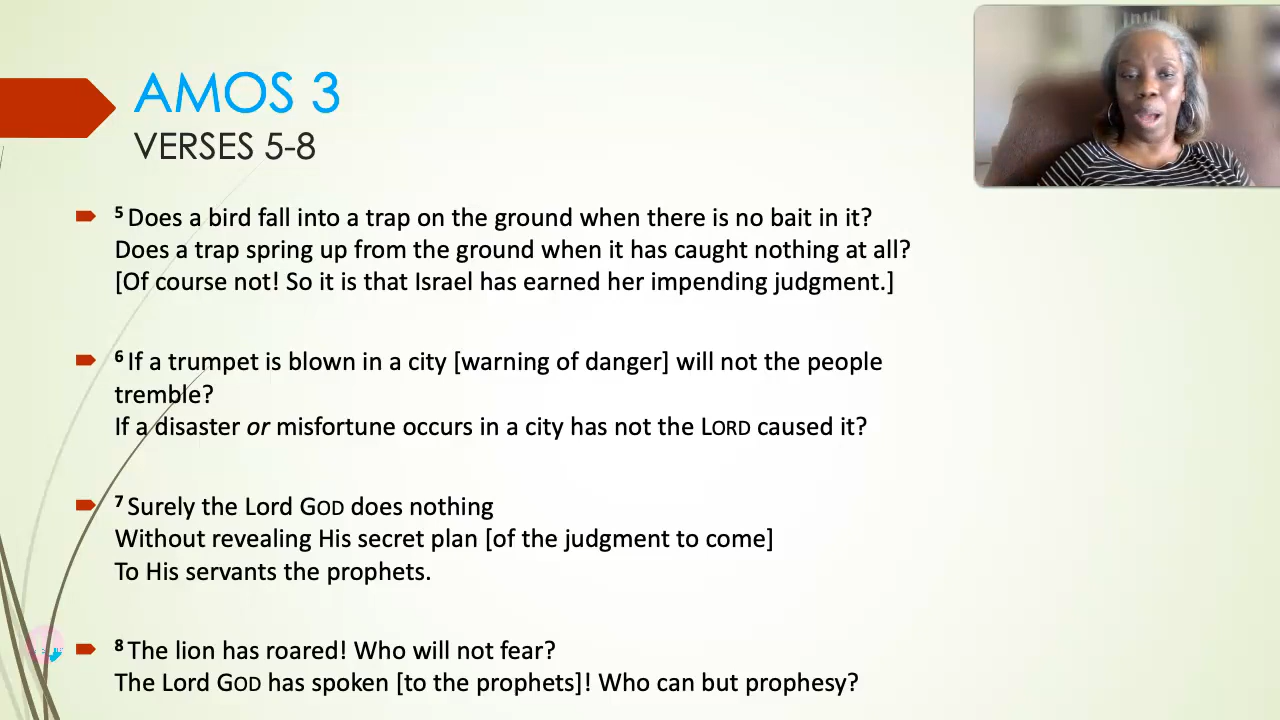 AMOS 3
VERSES 5-8
5 Does a bird fall into a trap on the ground when there is no bait in it?
Does a trap spring up from the ground when it has caught nothing at all?
[Of course not! So it is that Israel has earned her impending judgment.]
6 If a trumpet is blown in a city [warning of danger] will not the people
tremble?
If a disaster or misfortune occurs in a city has not the LORD caused it?
7 Surely the Lord GOD does nothing
Without revealing His secret plan [of the judgment to come]
To His servants the prophets.
8 The lion has roared! Who will not fear?
The Lord GOD has spoken [to the prophets]! Who can but prophesy?